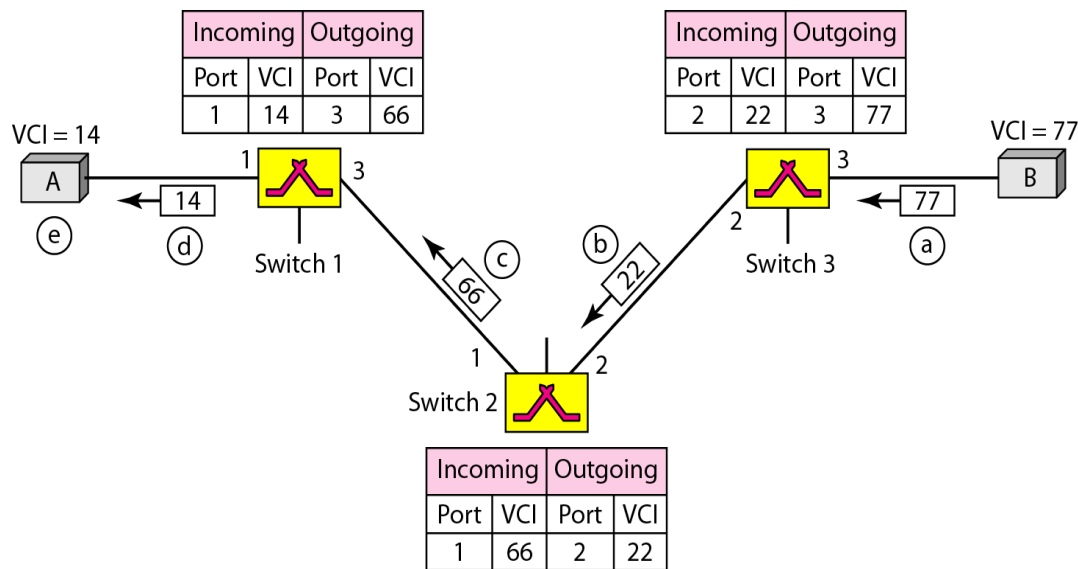 Incoming Outgoing
Port VCI Port VCI
1 14 3 66
Incoming Outgoing
Port VCI Port VCI
2 22 3 77
VCI = 14
VCI = 77
A
1
3
3
B
14
77
2
e
d
c
b
a
Switch 1
66
22
Switch 3
1
2
Switch 2
Incoming Outgoing
Port VCI Port VCI
1 66 2 22